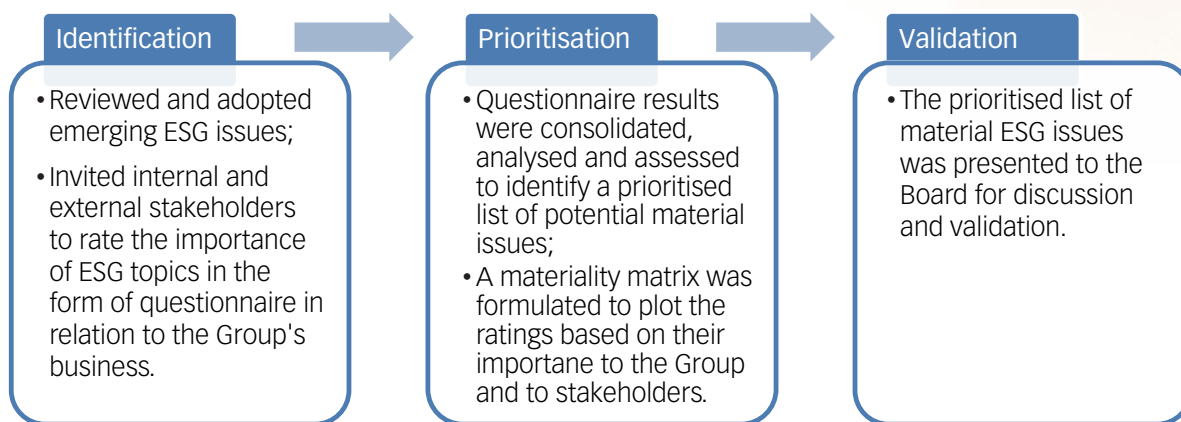 Identification
• Reviewed and adopted
emerging ESG issues;
• Invited internal and
external stakeholders
to rate the importance
of ESG topics in the
form of questionnaire in
relation to the Group's
business.
Prioritisation
• Questionnaire results
were consolidated,
analysed and assessed
to identify a prioritised
list of potential material
issues;
• A materiality matrix was
formulated to plot the
ratings based on their
importane to the Group
and to stakeholders.
Validation
• The prioritised list of
material ESG issues
was presented to the
Board for discussion
and validation.